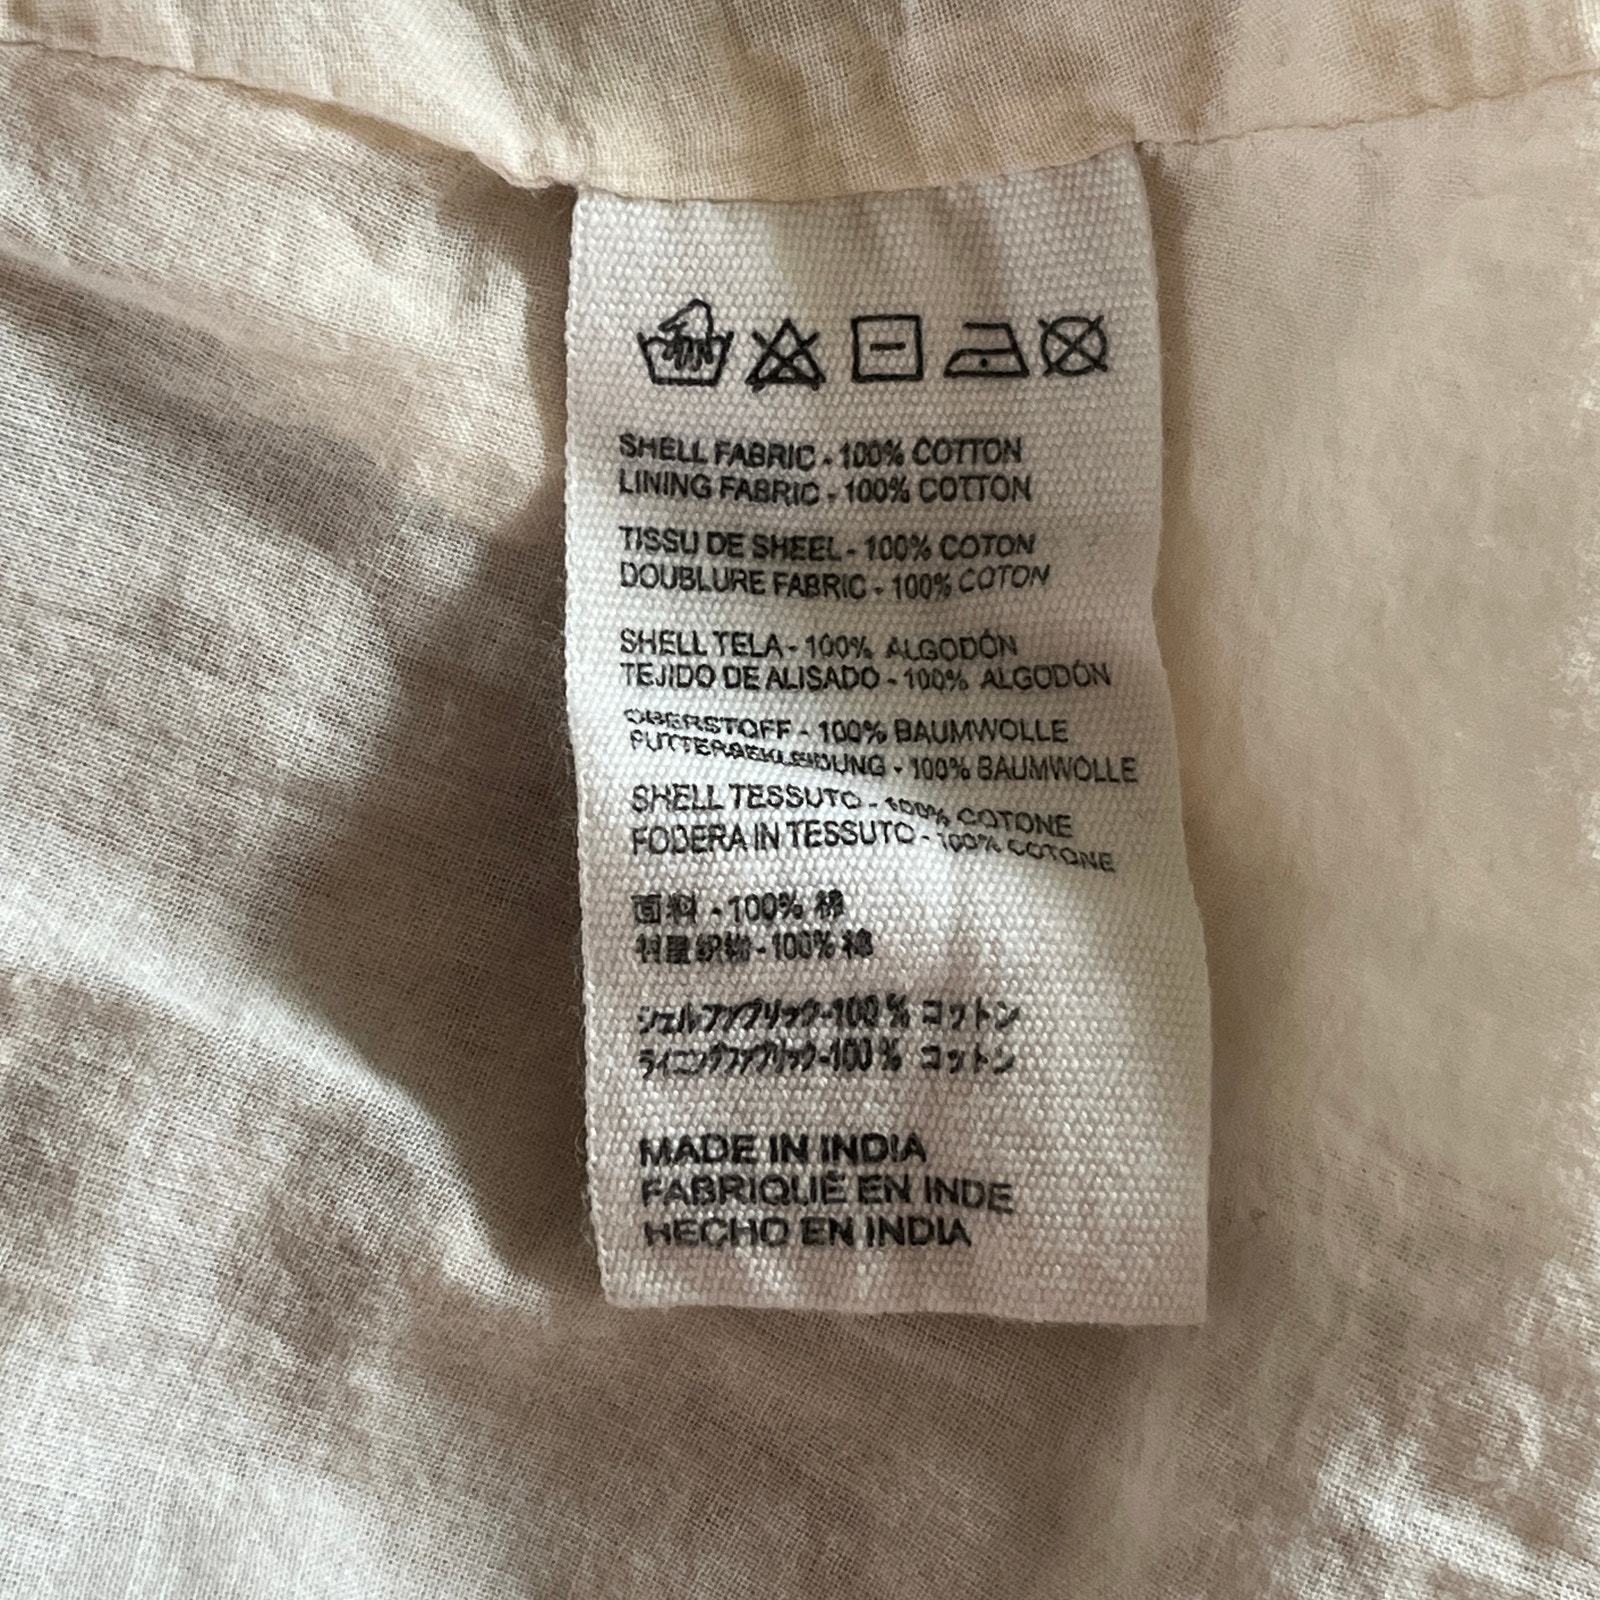 SHELL FABRIC - 100% COTTON
LINING FABRIC - 100% COTTON
TISSU DE SHEEL - 100% COTON
DOUBLURE FABRIC - 100% COTON
SHELL TELA - 100% ALGODÓN
TEJIDO DE ALISADO - 100% ALGODÓN
OBERSTOFF - 100% BAUMWOLLE
FUTTERBEKLEIDUNG - 100% BAUMWOLLE
SHELL TESSUTO - 100% COTONE
FODERA IN TESSUTO - 100% COTONE
面料 - 100% 棉
-100% 棉
シェルファブリック-100% コットン
ライニングファブリック-100% コットン
MADE IN INDIA
FABRIQUÉ EN INDE
HECHO EN INDIA